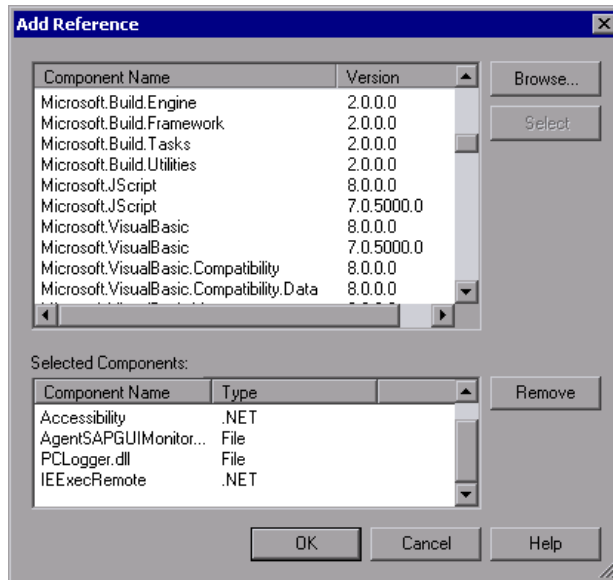 Add Reference
Component Name Version
Browse...
Microsoft.Build.Engine 2.0.0.0
Microsoft.Build.Framework 2.0.0.0
Select
Microsoft.Build.Tasks 2.0.0.0
Microsoft.Build.Utilities 2.0.0.0
Microsoft.JScript 8.0.0.0
Microsoft.JScript 7.0.5000.0
Microsoft.VisualBasic 8.0.0.0
Microsoft.VisualBasic 7.0.5000.0
Microsoft.VisualBasic.Compatibility 8.0.0.0
Microsoft.VisualBasic.Compatibility.Data 8.0.0.0
Selected Components:
Component Name Type
Remove
Accessibility .NET
AgentSAPGUIMonitor... File
PCLogger.dll File
IEExecRemote .NET
OK Cancel Help